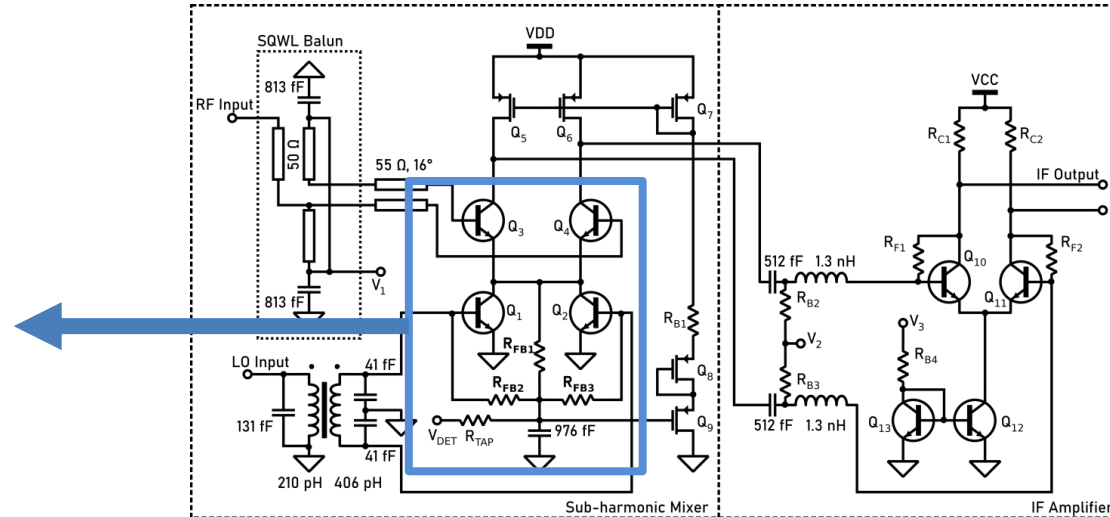 SQWL Balun
VDD
813 fF
RF Input
50 Ω
55 Ω, 16°
Q5
Q6
Q7
VCC
RC1
RC2
IF Output
Q3
Q4
RF1
RF2
Q10
Q11
512 fF
1.3 nH
V1
813 fF
Q1
Q2
RB1
RB2
V2
RB3
V3
RB4
RFB1
RFB2
RFB3
Q8
Q9
LO Input
41 fF
131 fF
VDET
RTAP
976 fF
41 fF
210 pH
406 pH
512 fF
1.3 nH
Q13
Q12
Sub-harmonic Mixer
IF Amplifier